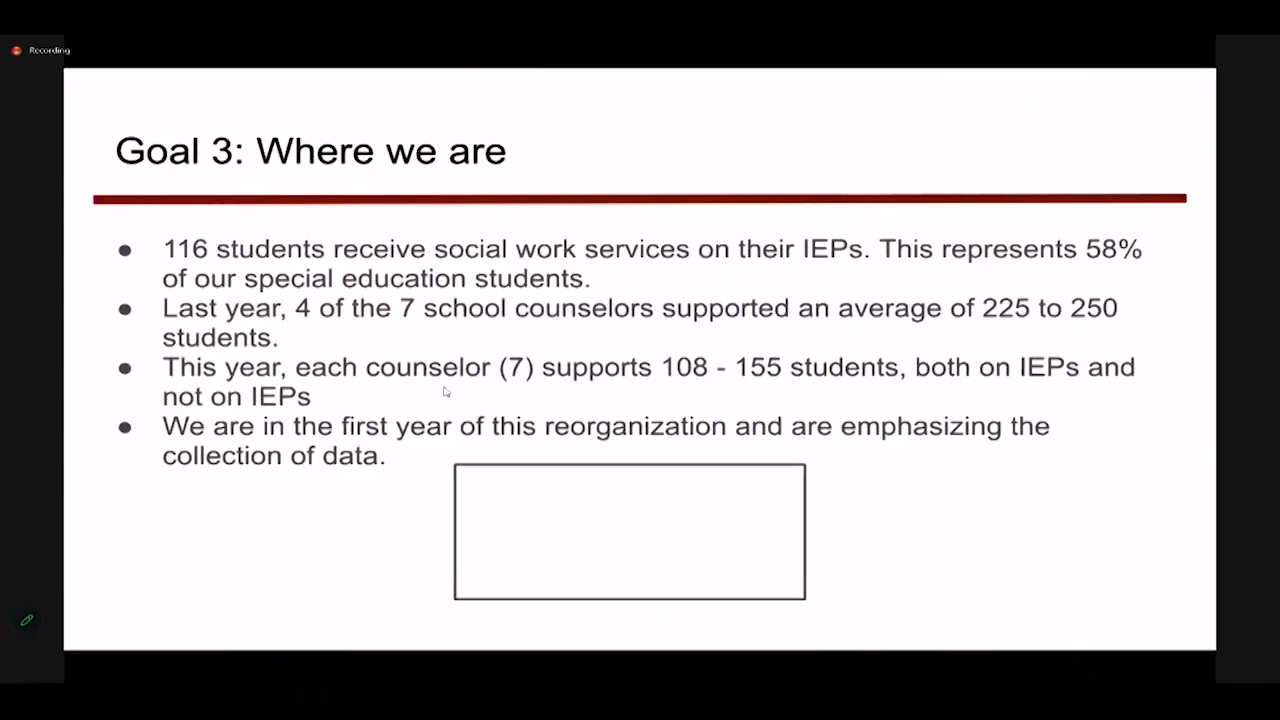 Recording
Goal 3: Where we are
● 116 students receive social work services on their IEPs. This represents 58%
of our special education students.
● Last year, 4 of the 7 school counselors supported an average of 225 to 250
students.
● This year, each counselor (7) supports 108 - 155 students, both on IEPs and
not on IEPs
● We are in the first year of this reorganization and are emphasizing the
collection of data.